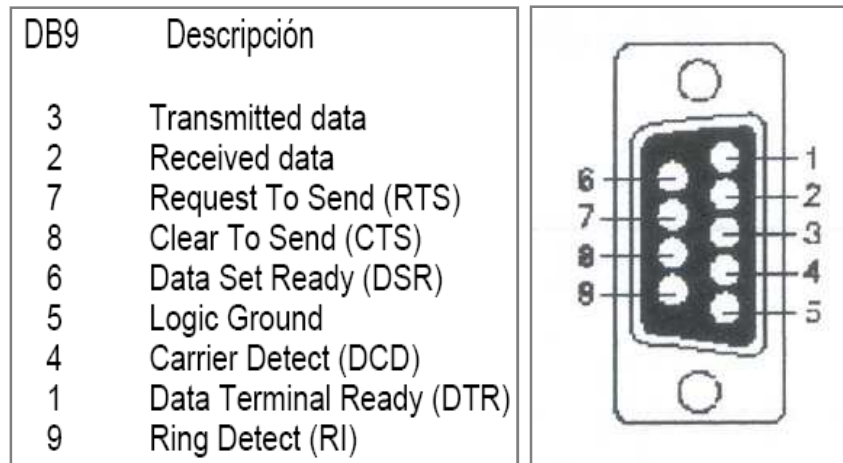 DB9 Descripción
3 Transmitted data
2 Received data
7 Request To Send (RTS)
8 Clear To Send (CTS)
6 Data Set Ready (DSR)
5 Logic Ground
4 Carrier Detect (DCD)
1 Data Terminal Ready (DTR)
9 Ring Detect (RI)
1
6
2
7
3
8
4
9
5